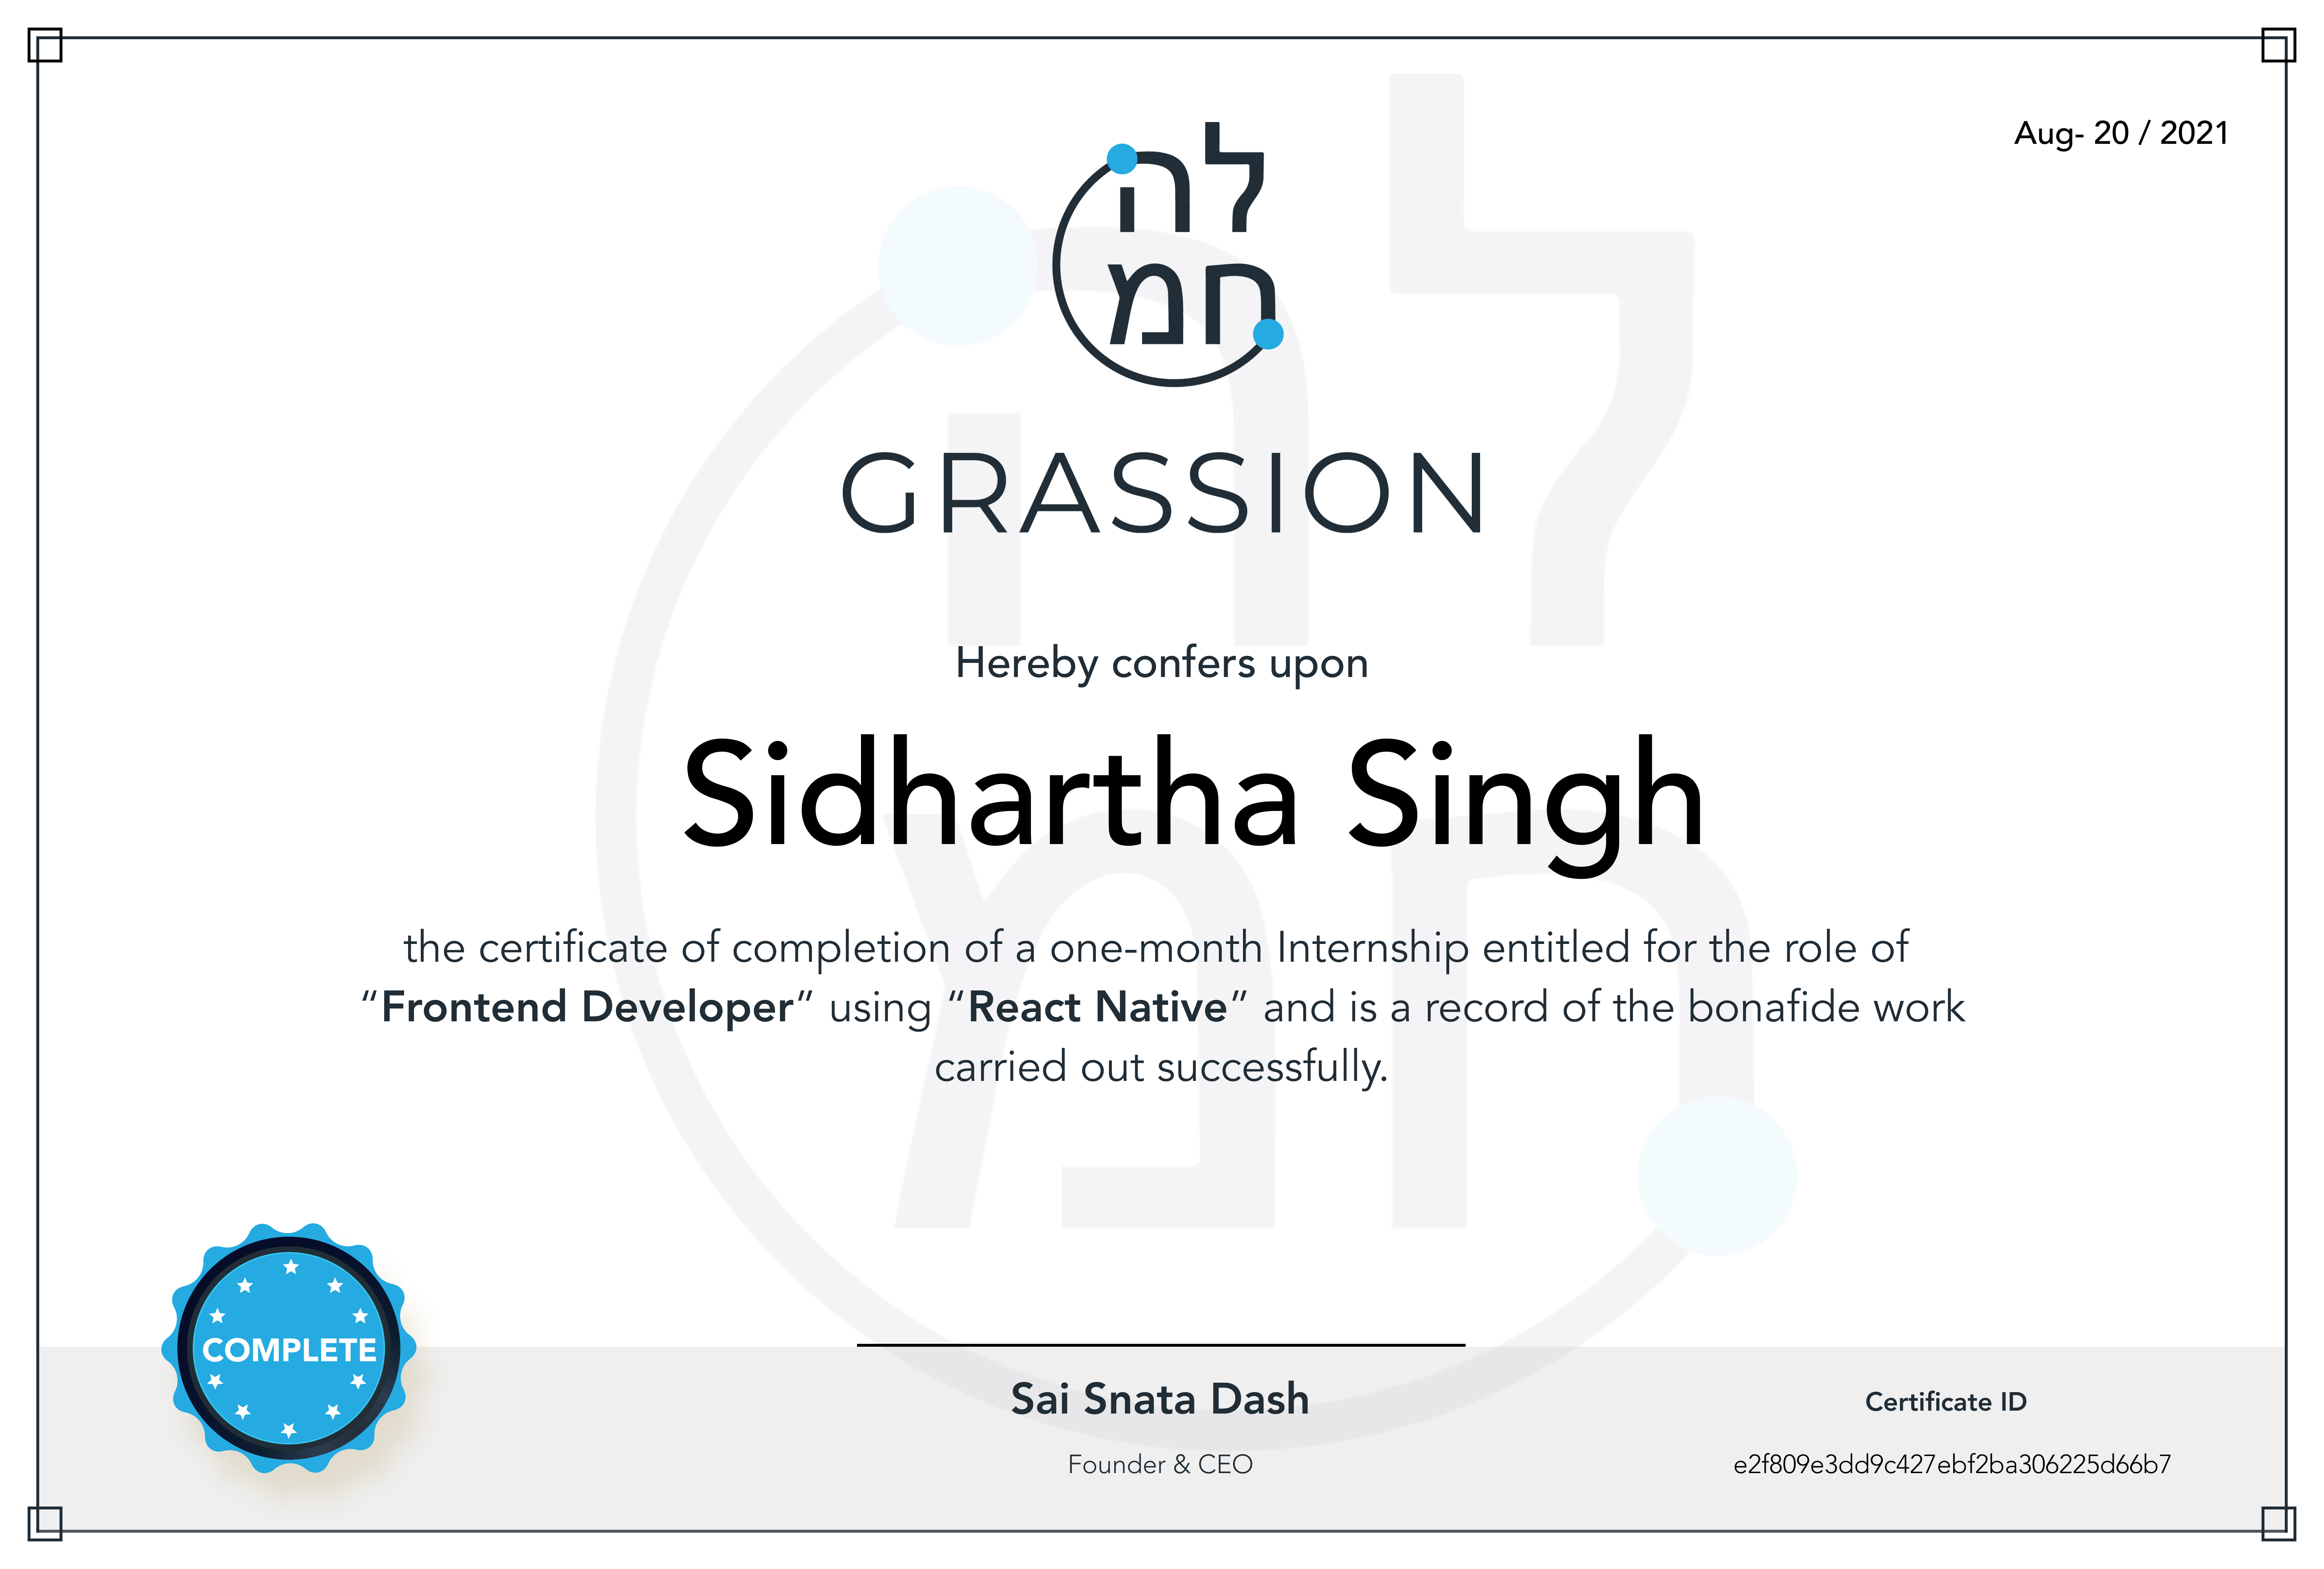 Aug- 20 / 2021
לה
חמ
GRASSION
Hereby confers upon
Sidhartha Singh
the certificate of completion of a one-month Internship entitled for the role of
“Frontend Developer” using “React Native” and is a record of the bonafide work
carried out successfully.
COMPLETE
Sai Snata Dash
Founder & CEO
Certificate ID
e2f809e3dd9c427ebf2ba306225d66b7